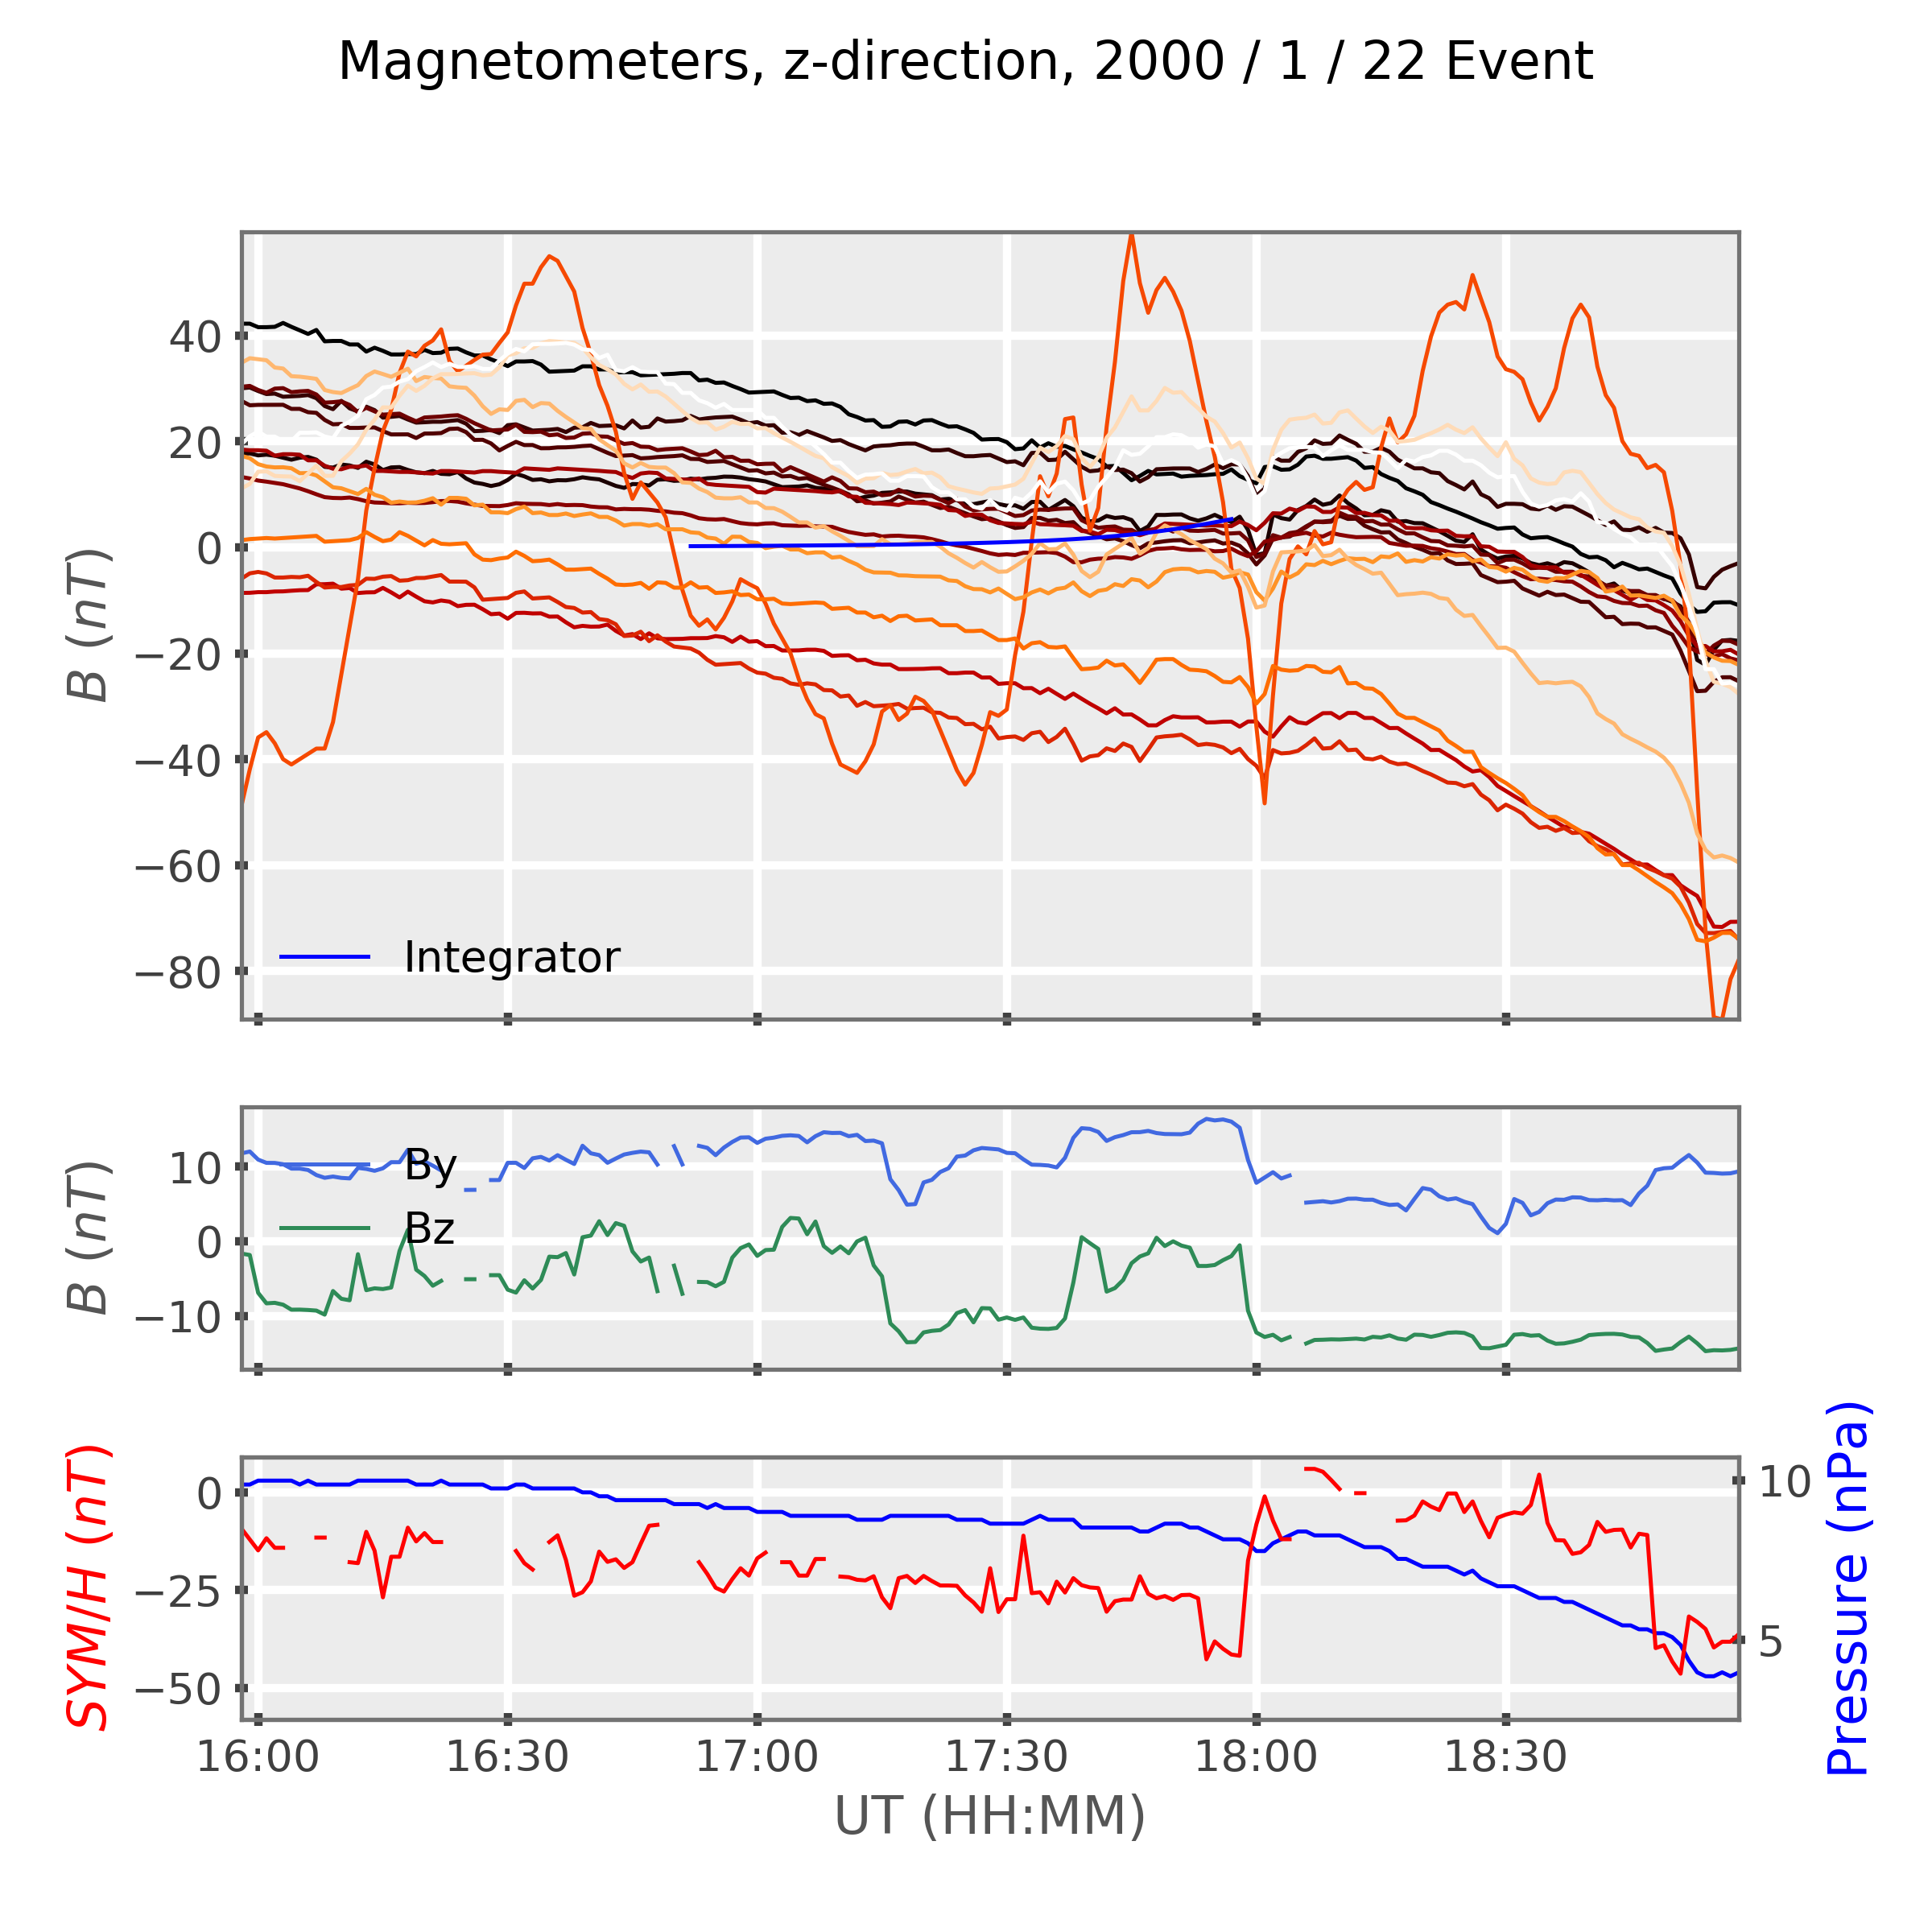 Magnetometers, z-direction, 2000 / 1 / 22 Event
B (nT)
40
20
0
−20
−40
−60
−80
Integrator
B (nT)
10
0
−10
By
Bz
SYM/H (nT)
0
−25
−50
10
5
Pressure (nPa)
16:00 16:30 17:00 17:30 18:00 18:30
UT (HH:MM)